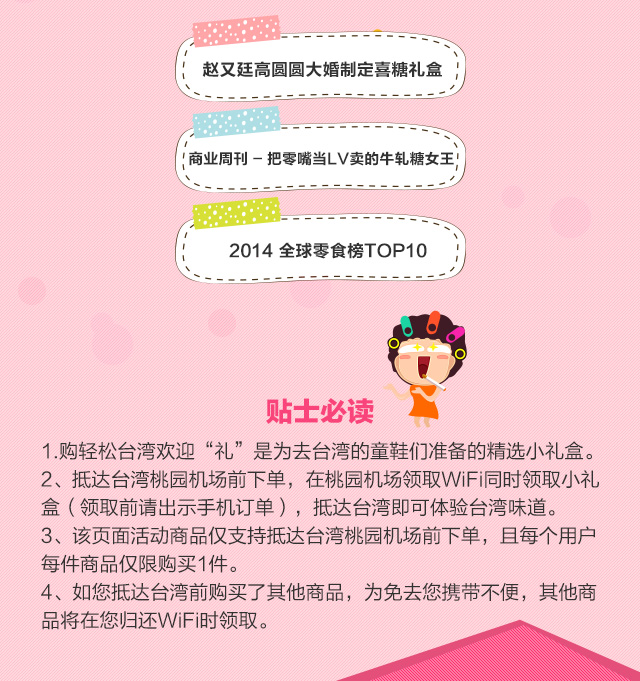 赵又廷高圆圆大婚制定喜糖礼盒
商业周刊 – 把零嘴当LV卖的牛轧糖女王
2014 全球零食榜TOP10
贴士必读
1.购轻松台湾欢迎“礼”是为去台湾的童鞋们准备的精选小礼盒。
2、抵达台湾桃园机场前下单，在桃园机场领取WiFi同时领取小礼
盒（领取前请出示手机订单），抵达台湾即可体验台湾味道。
3、该页面活动商品仅支持抵达台湾桃园机场前下单，且每个用户
每件商品仅限购买1件。
4、如您抵达台湾前购买了其他商品，为免去您携带不便，其他商
品将在您归还WiFi时领取。